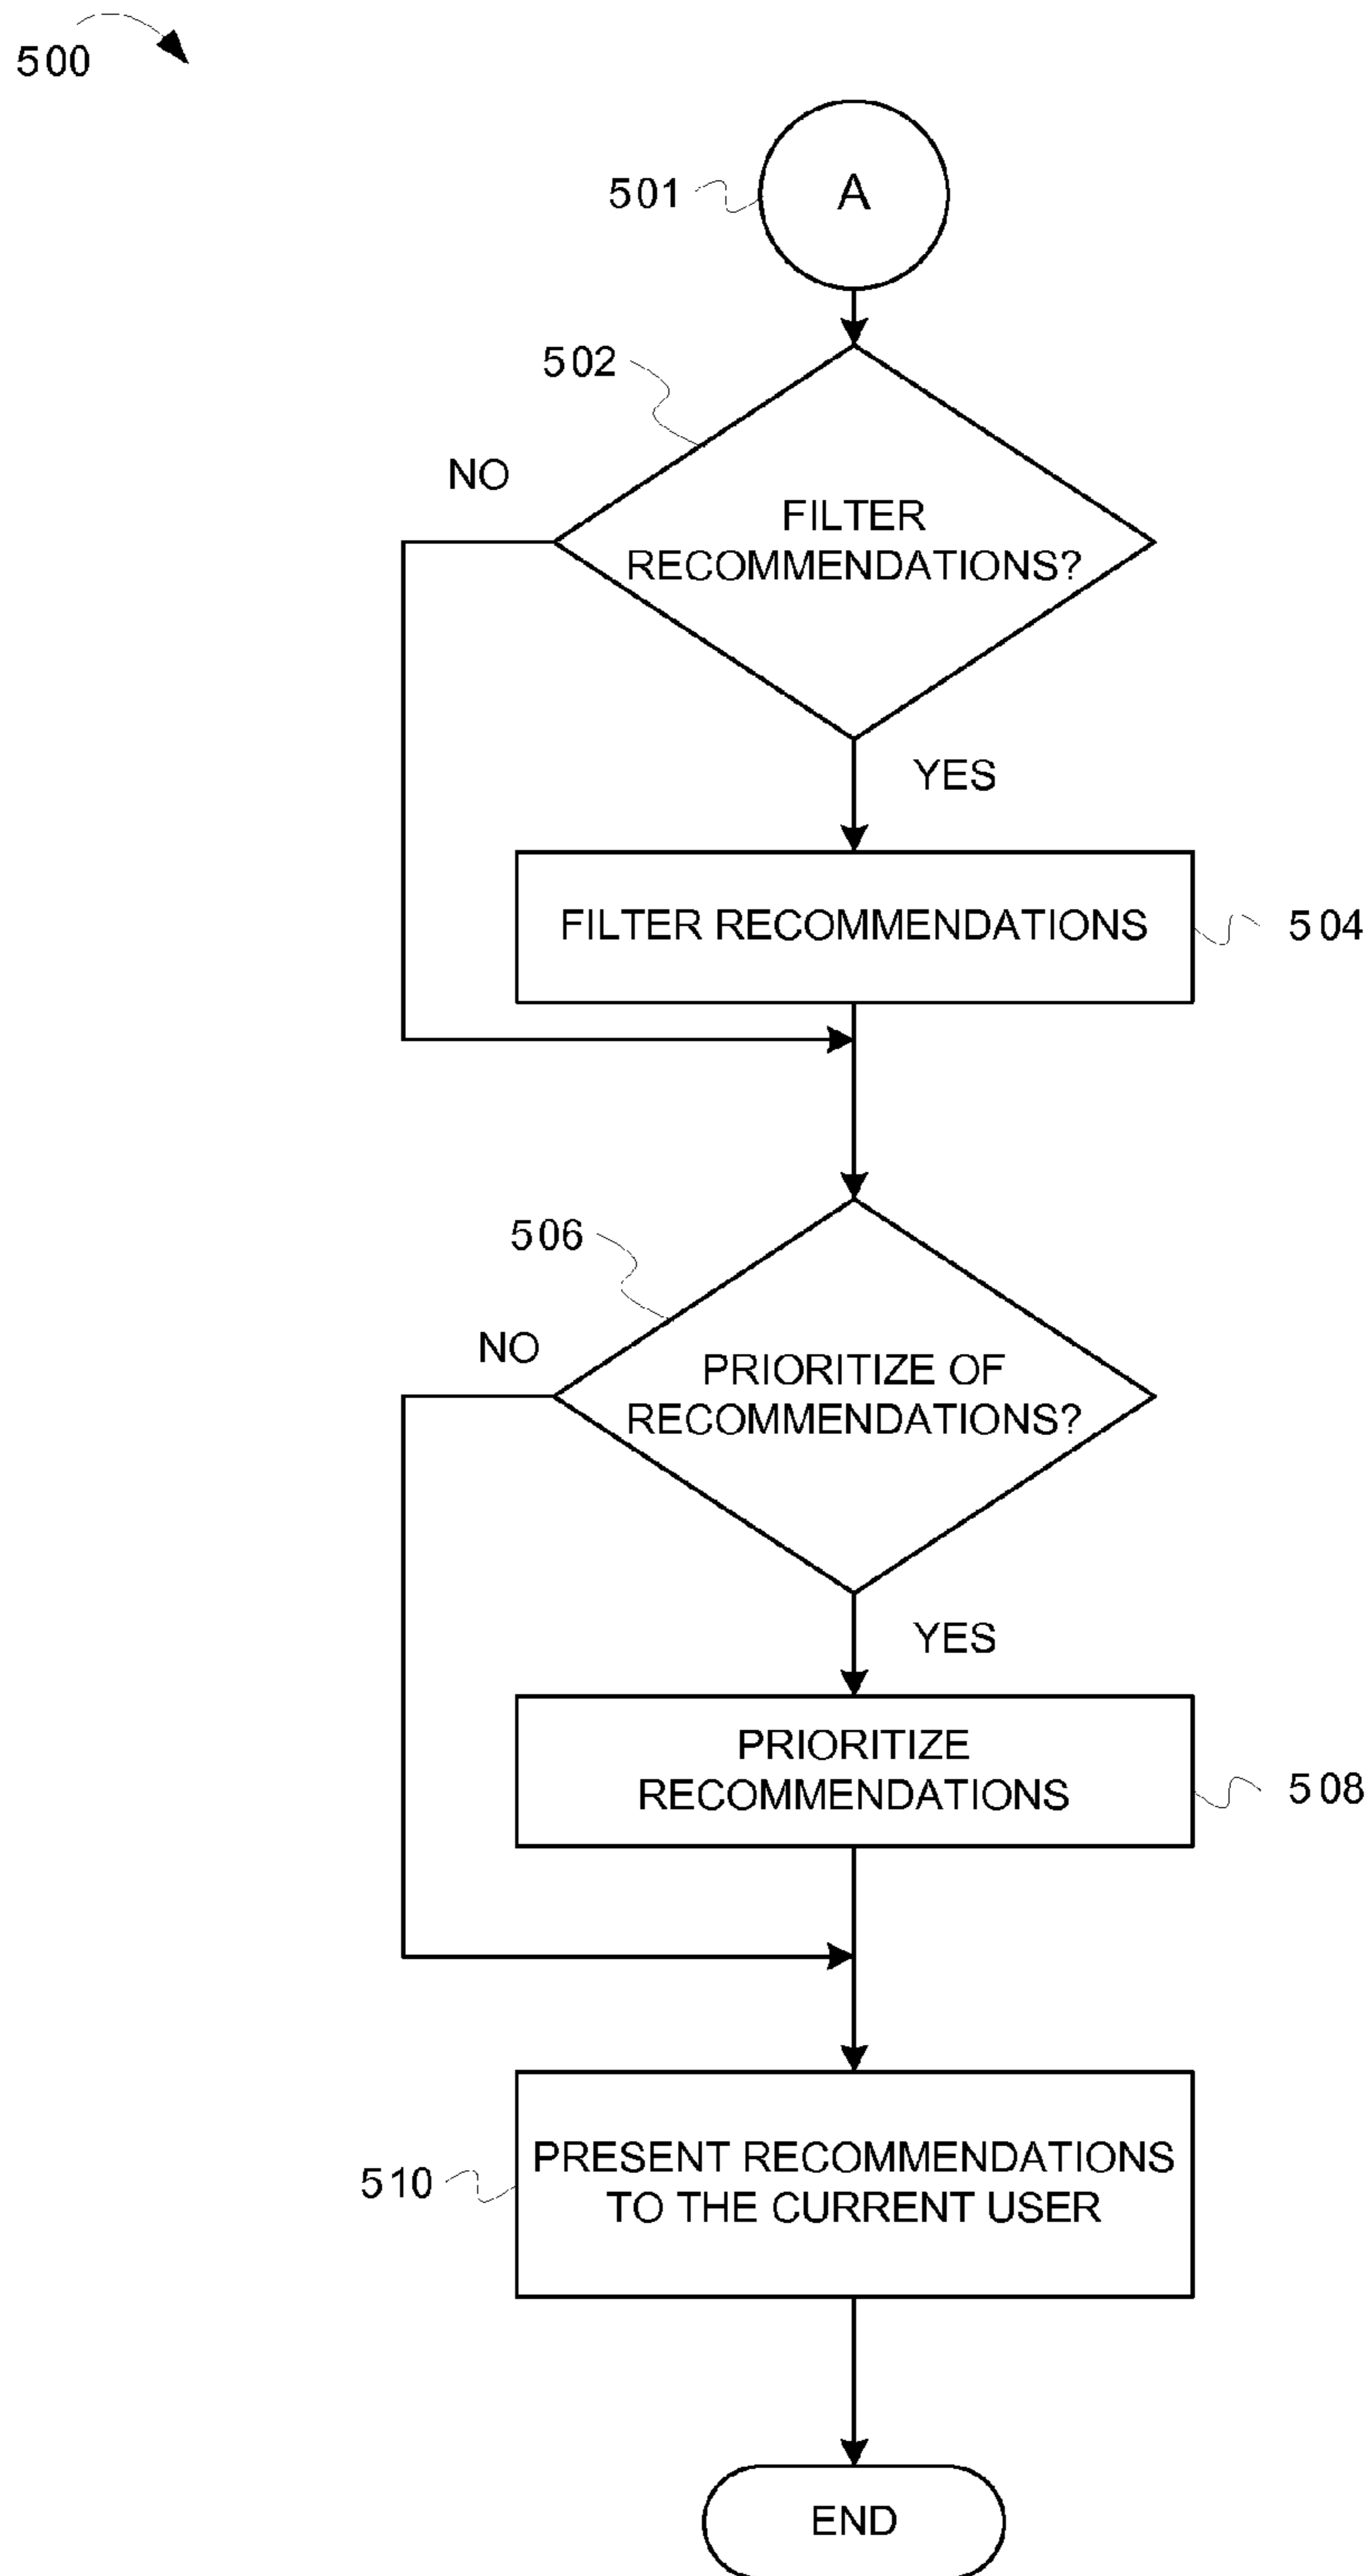 500
501
A
502
NO
FILTER
RECOMMENDATIONS?
YES
FILTER RECOMMENDATIONS
504
506
NO
PRIORITIZE OF
RECOMMENDATIONS?
YES
PRIORITIZE
RECOMMENDATIONS
508
510
PRESENT RECOMMENDATIONS
TO THE CURRENT USER
END